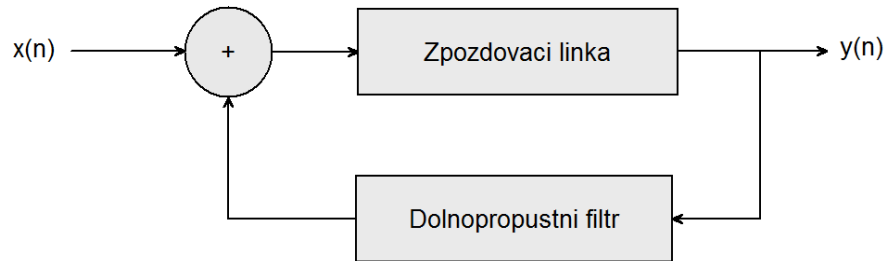 x(n)
+
Zpozdovaci linka
y(n)
Dolnopropustni filtr